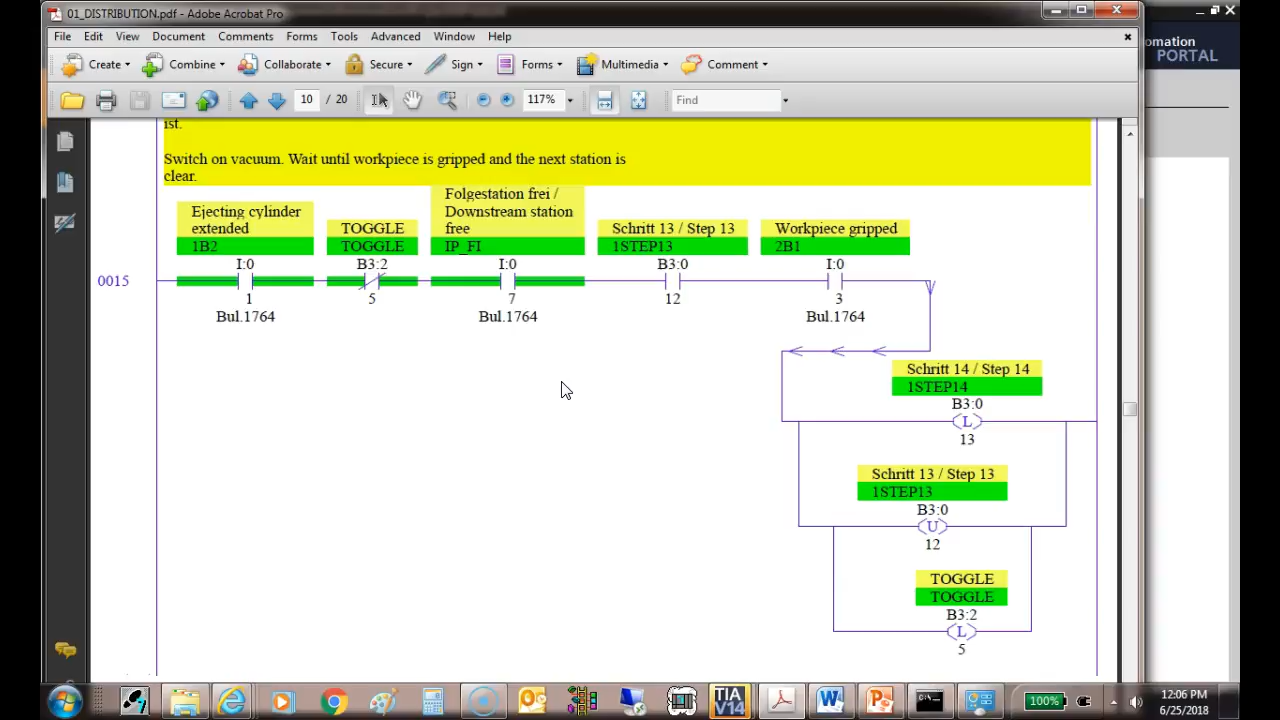 01_DISTRIBUTION.pdf - Adobe Acrobat Pro
File Edit View Document Comments Forms Tools Advanced Window Help
Create Combine Collaborate Secure Sign Forms Multimedia Comment
10 / 20 117% Find
omation
PORTAL
ist.
Switch on vacuum. Wait until workpiece is gripped and the next station is
clear.
Ejecting cylinder
extended
1B2
I:0
1
Bul.1764
TOGGLE
TOGGLE
B3:2
5
Folgestation frei /
Downstream station
free
IP_FI
I:0
7
Bul.1764
Schritt 13 / Step 13
1STEP13
B3:0
12
Workpiece gripped
2B1
I:0
3
Bul.1764
0015
Schritt 14 / Step 14
1STEP14
B3:0
L
13
Schritt 13 / Step 13
1STEP13
B3:0
U
12
TOGGLE
TOGGLE
B3:2
L
5
TIA
V14
100%
12:06 PM
6/25/2018